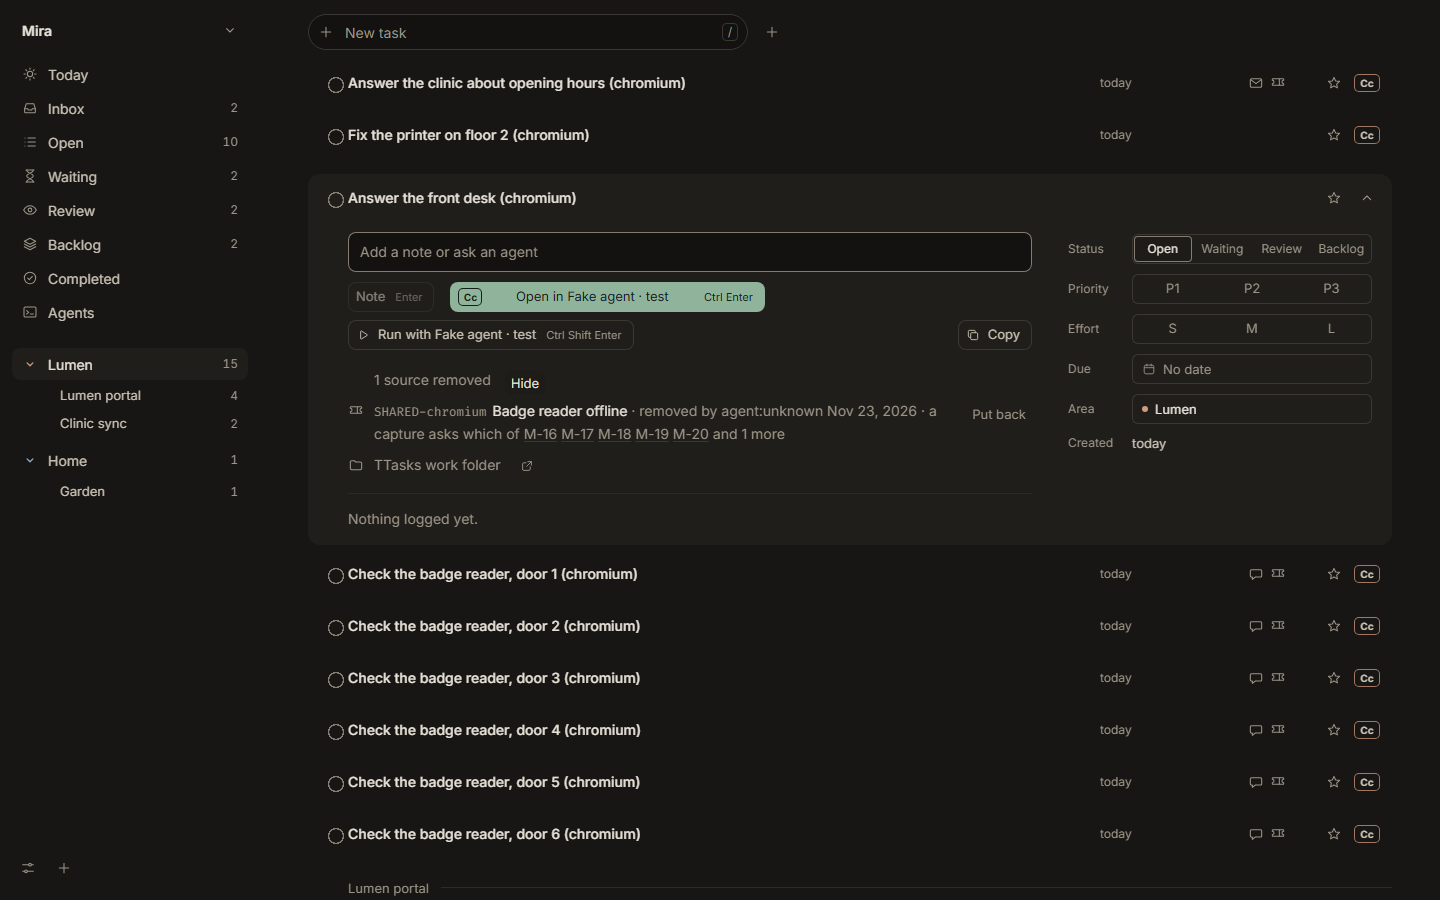 Mira
Today
Inbox 2
Open 10
Waiting 2
Review 2
Backlog 2
Completed
Agents
Lumen 15
Lumen portal 4
Clinic sync 2
Home 1
Garden 1
New task /
Answer the clinic about opening hours (chromium) today Cc
Fix the printer on floor 2 (chromium) today Cc
Answer the front desk (chromium)
Add a note or ask an agent
Note Enter Cc Open in Fake agent · test Ctrl Enter
Run with Fake agent · test Ctrl Shift Enter Copy
1 source removed Hide
SHARED-chromium Badge reader offline · removed by agent:unknown Nov 23, 2026 · a
capture asks which of M-16 M-17 M-18 M-19 M-20 and 1 more
Put back
TTasks work folder
Nothing logged yet.
Status Open Waiting Review Backlog
Priority P1 P2 P3
Effort S M L
Due No date
Area Lumen
Created today
Check the badge reader, door 1 (chromium) today Cc
Check the badge reader, door 2 (chromium) today Cc
Check the badge reader, door 3 (chromium) today Cc
Check the badge reader, door 4 (chromium) today Cc
Check the badge reader, door 5 (chromium) today Cc
Check the badge reader, door 6 (chromium) today Cc
Lumen portal